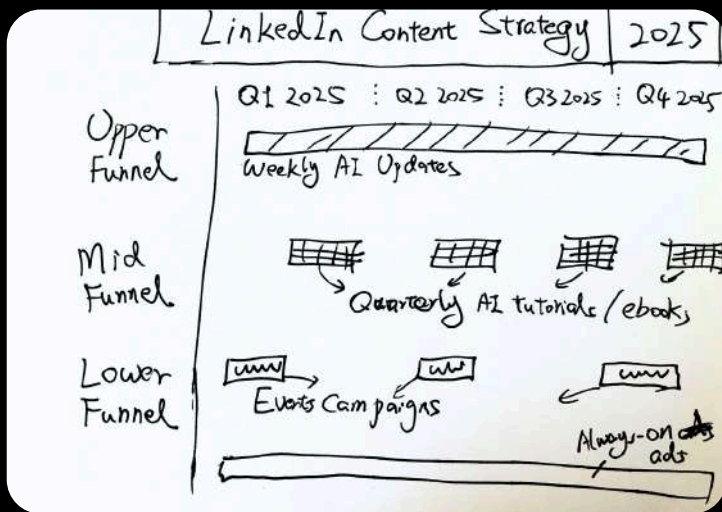 LinkedIn Content Strategy 2025
Q1 2025 Q2 2025 Q3 2025 Q4 2025
Upper
Funnel
Weekly AI Updates
Mid
Funnel
Quarterly AI tutorials/ebooks
Lower
Funnel
Events Campaigns
Always-on
ads